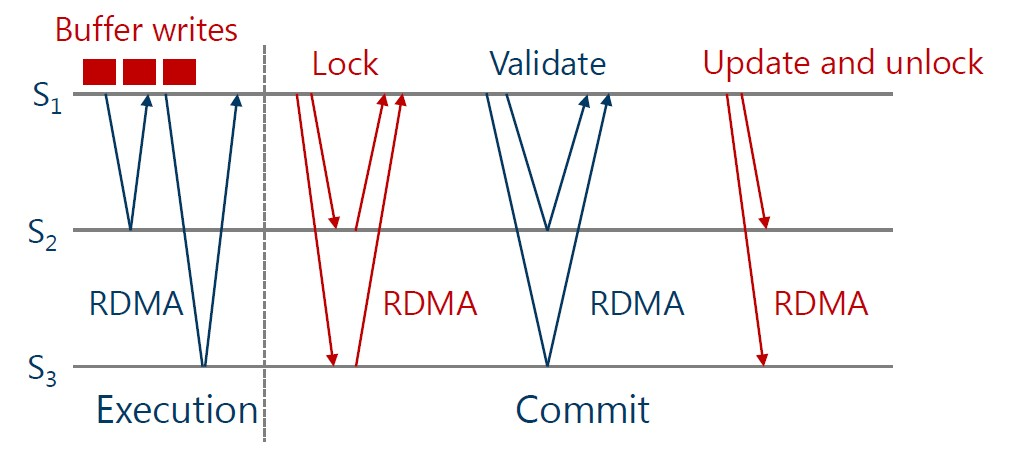 Buffer writes
Lock
Validate
Update and unlock
S1
S2
RDMA
RDMA
RDMA
RDMA
S3
Execution
Commit